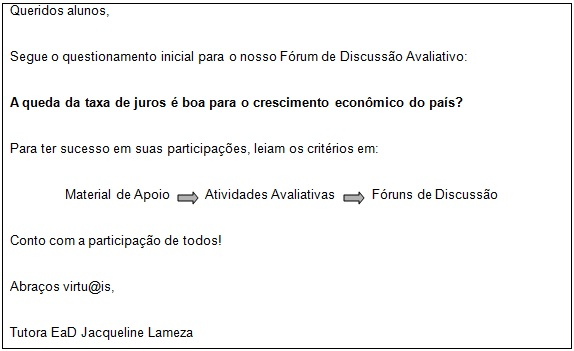 Queridos alunos,
Segue o questionamento inicial para o nosso Fórum de Discussão Avaliativo:
A queda da taxa de juros é boa para o crescimento econômico do país?
Para ter sucesso em suas participações, leiam os critérios em:
Material de Apoio Atividades Avaliativas Fóruns de Discussão
Conto com a participação de todos!
Abraços virtu@is,
Tutora EaD Jacqueline Lameza